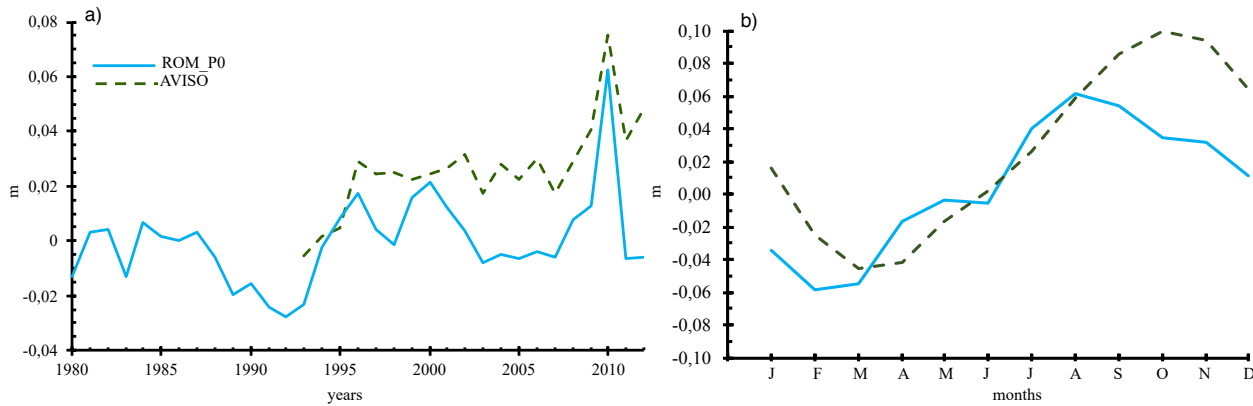 a)
0,08
0,06
0,04
0,02
0
-0,02
-0,04
m
ROM_P0
AVISO
1980 1985 1990 1995 2000 2005 2010
years
b)
0,10
0,08
0,06
0,04
0,02
0,00
-0,02
-0,04
-0,06
-0,08
-0,10
m
J F M A M J J A S O N D
months